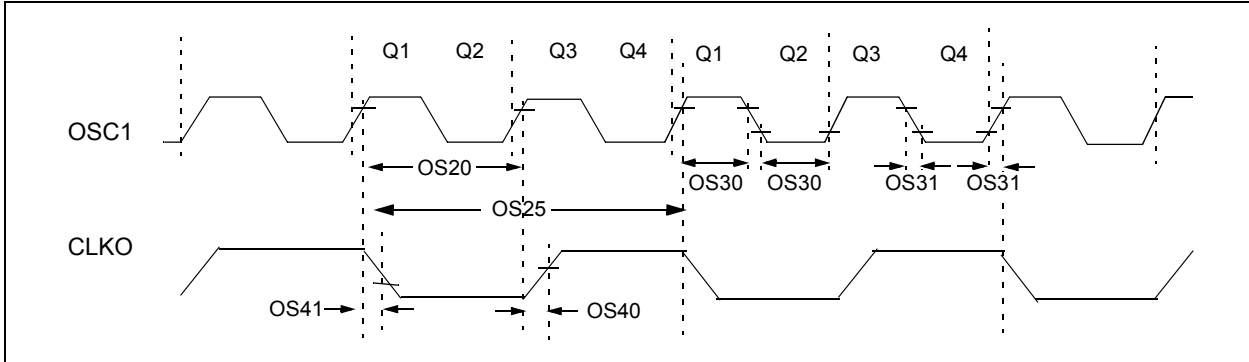 Q1 Q2 Q3 Q4 Q1 Q2 Q3 Q4
OSC1
OS20 OS30 OS30 OS31 OS31
OS25
CLKO
OS41 OS40